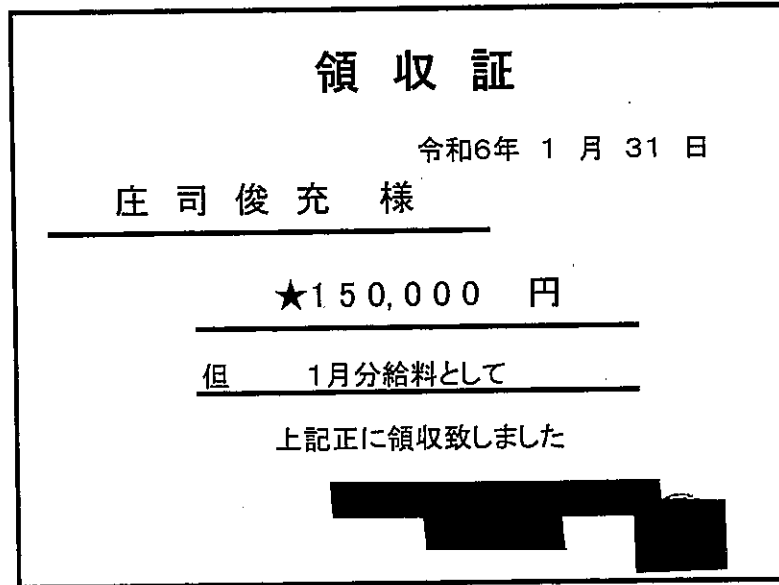 領収証
令和6年 1 月 31 日
庄司俊充 様
★150,000 円
但 1月分給料として
上記正に領収致しました